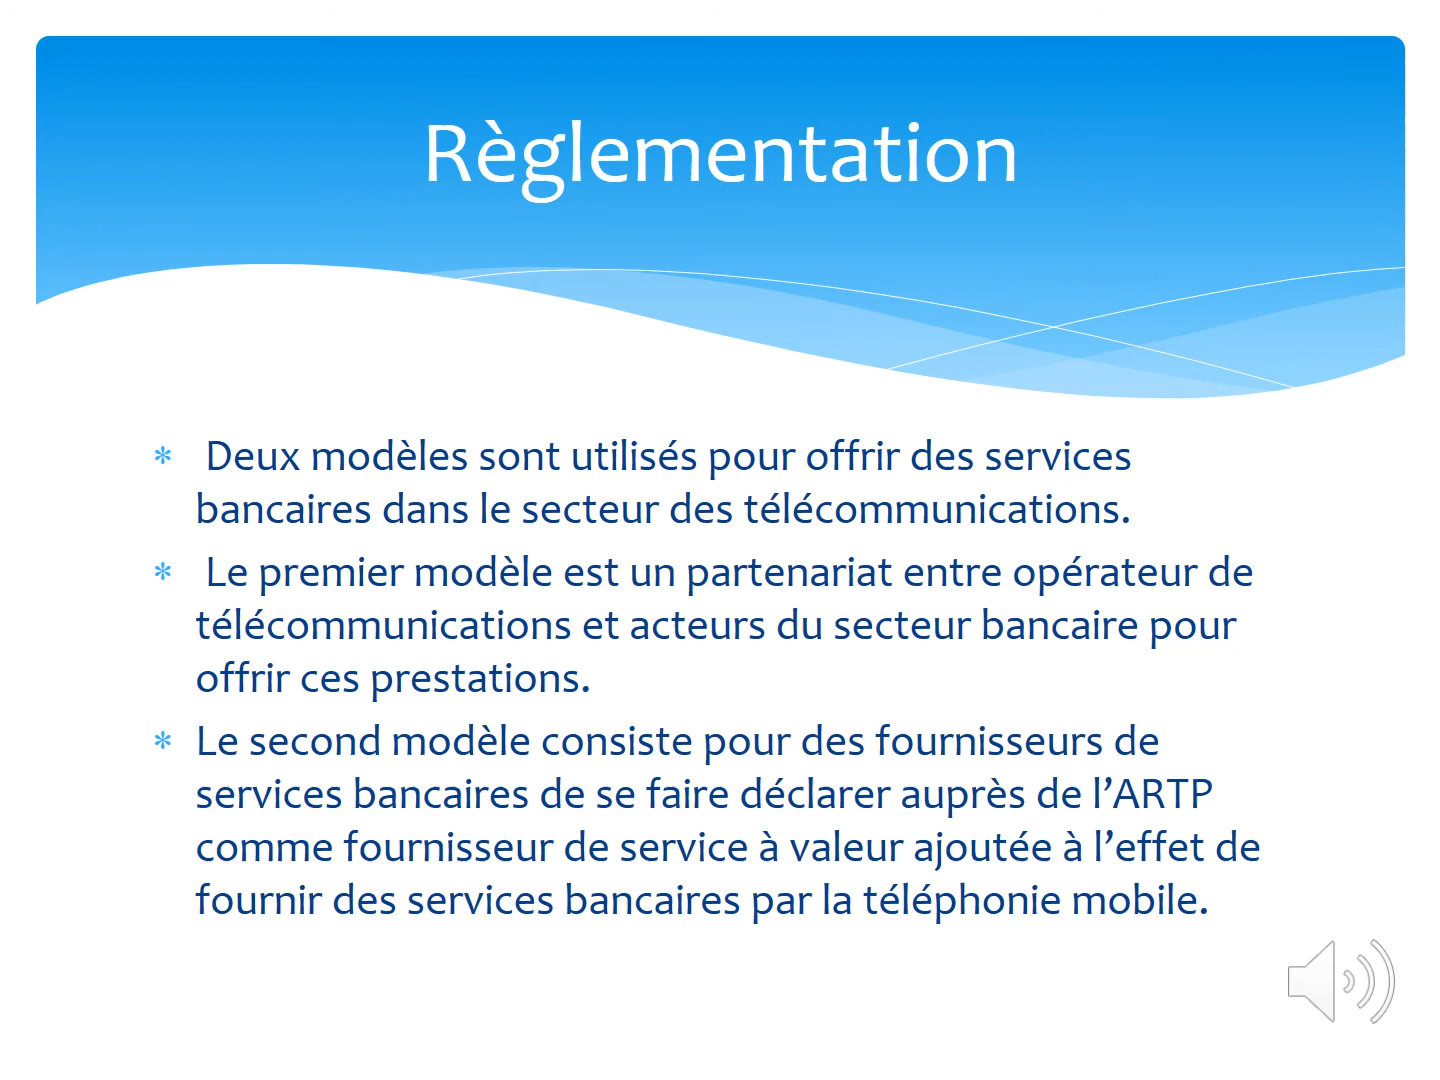 Règlementation
* Deux modèles sont utilisés pour offrir des services
bancaires dans le secteur des télécommunications.
* Le premier modèle est un partenariat entre opérateur de
télécommunications et acteurs du secteur bancaire pour
offrir ces prestations.
* Le second modèle consiste pour des fournisseurs de
services bancaires de se faire déclarer auprès de l’ARTP
comme fournisseur de service à valeur ajoutée à l’effet de
fournir des services bancaires par la téléphonie mobile.